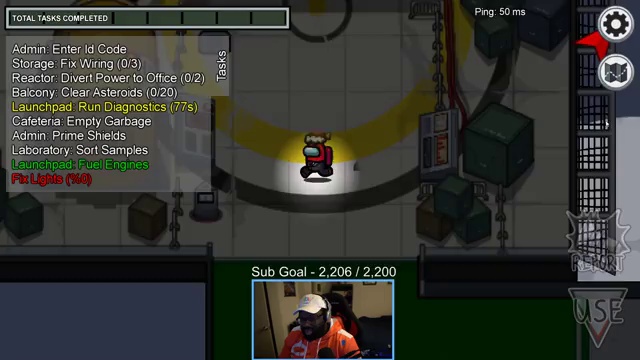 TOTAL TASKS COMPLETED
Ping: 50 ms
Tasks
Admin: Enter Id Code
Storage: Fix Wiring (0/3)
Reactor: Divert Power to Office (0/2)
Balcony: Clear Asteroids (0/20)
Launchpad: Run Diagnostics (77s)
Cafeteria: Empty Garbage
Admin: Prime Shields
Laboratory: Sort Samples
Launchpad: Fuel Engines
Fix Lights (%0)
REPORT
Sub Goal - 2,206 / 2,200
USE